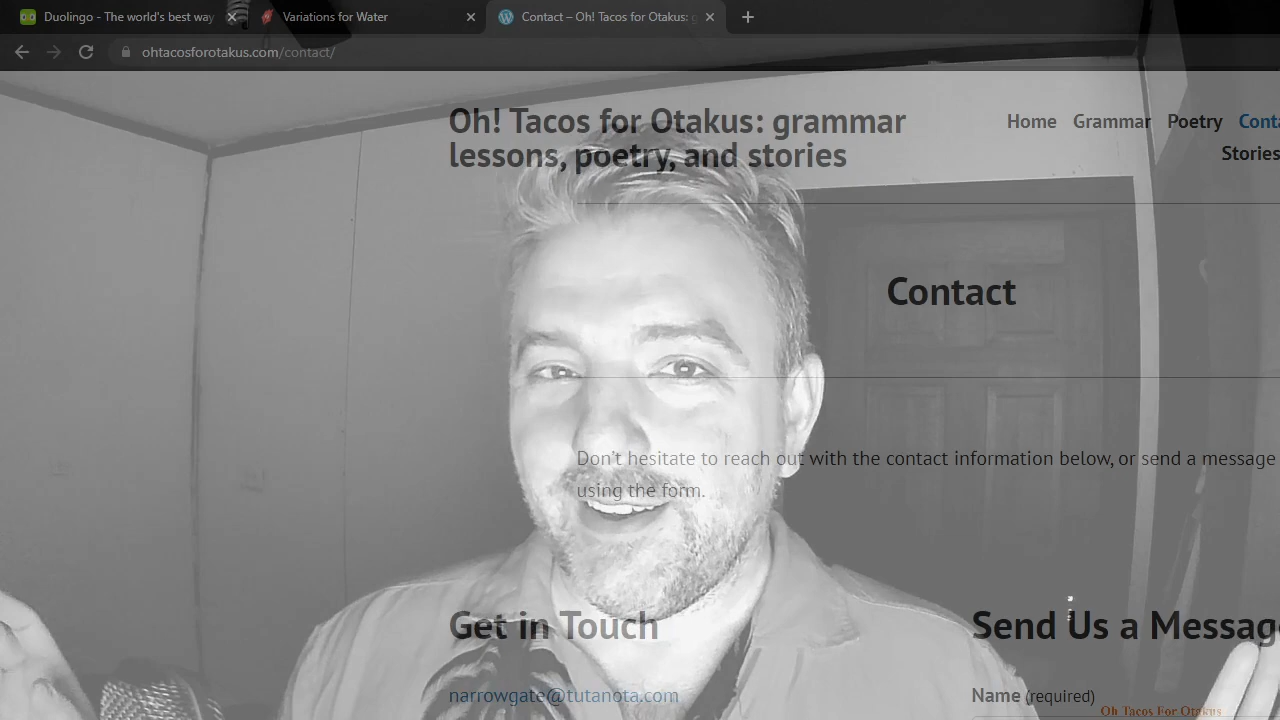 Duolingo - The world's best way
Variations for Water
Contact – Oh! Tacos for Otakus: g
ohtacosforotakus.com/contact/
Oh! Tacos for Otakus: grammar
lessons, poetry, and stories
Home Grammar Poetry Conta
Stories
Contact
Don't hesitate to reach out with the contact information below, or send a message
using the form.
Get in Touch
Send Us a Messag
narrowgate@tutanota.com
Name (required)
Oh Tacos For Otakus